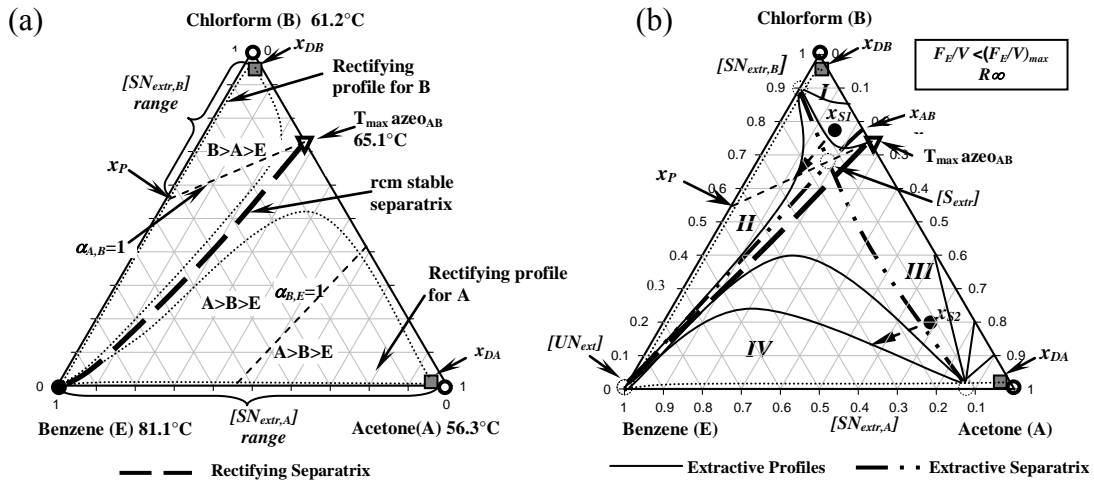 (a)
Chlorform (B) 61.2°C
1 0
x_DB
[SN_extr,B]
range
Rectifying
profile for B
B>A>E
T_max azeo_AB
65.1°C
x_P
rcm stable
separatrix
α_A,B=1
A>B>E
α_B,E=1
Rectifying profile
for A
A>B>E
x_DA
0 1
1 0
Benzene (E) 81.1°C
[SN_extr,A]
range
Acetone(A) 56.3°C
Rectifying Separatrix
(b)
Chlorform (B)
x_DB
F_E/V <(F_E/V)_max
R∞
[SN_extr,B]
1 0
0.9 0.1
I
0.8
x_S1
x_AB
0.7 0.3
T_max azeo_AB
x_P
0.6
[S_extr]
0.5 0.5
II
0.4 0.6
III
0.3 0.7
0.2 0.8
x_S2
IV
[UN_ext]
0.1 0.9
x_DA
0 1
1 0.9 0.8 0.7 0.6 0.5 0.4 0.3 0.2 0.1
Benzene (E)
[SN_extr,A]
Acetone (A)
Extractive Profiles
Extractive Separatrix